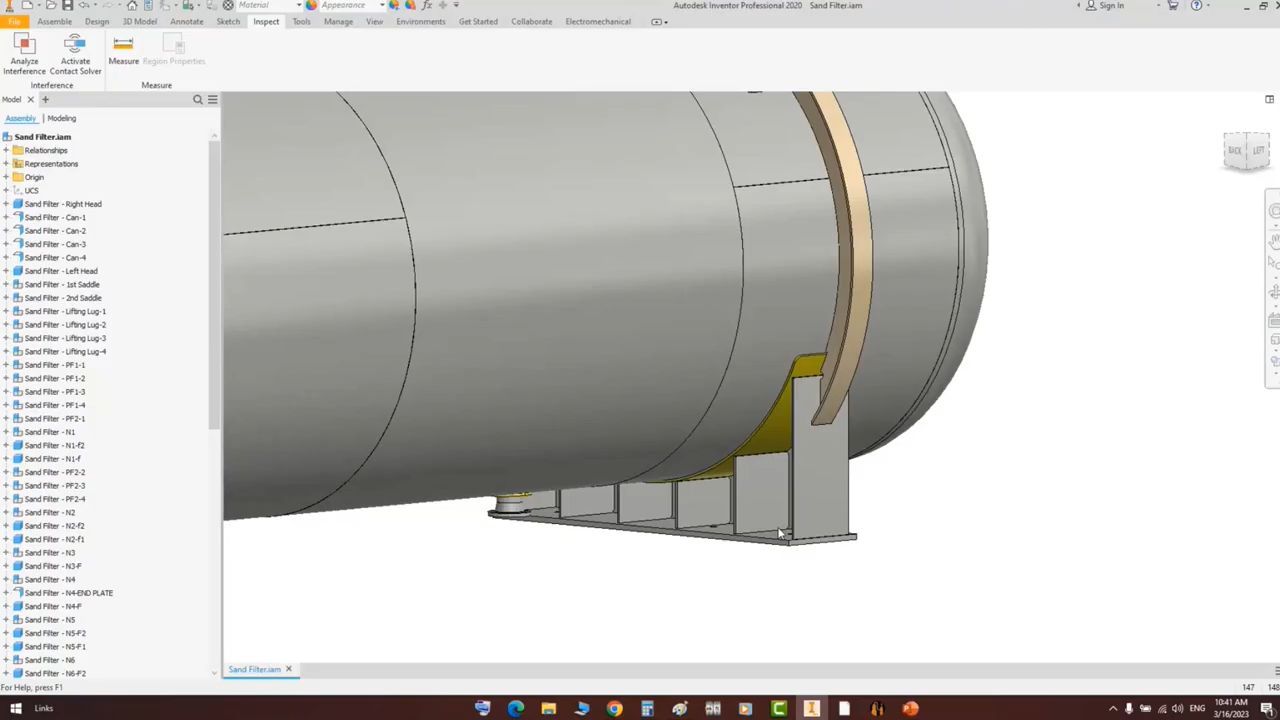 Material
Appearance
Autodesk Inventor Professional 2020 Sand Filter.iam
Sign In
File Assembly Design 3D Model Sketch Annotate Inspect Tools Manage View Environments Get Started Collaborate Electromechanical
Analyze Interference
Activate Contact Solver
Measure
Region Properties
Interference
Measure
Model
Assembly Modeling
Sand Filter.iam
Relationships
Representations
Origin
UCS
Sand Filter - Right Head
Sand Filter - Can-1
Sand Filter - Can-2
Sand Filter - Can-3
Sand Filter - Can-4
Sand Filter - Left Head
Sand Filter - 1st Saddle
Sand Filter - 2nd Saddle
Sand Filter - Lifting Lug-1
Sand Filter - Lifting Lug-2
Sand Filter - Lifting Lug-3
Sand Filter - Lifting Lug-4
Sand Filter - PF1-1
Sand Filter - PF1-2
Sand Filter - PF1-3
Sand Filter - PF1-4
Sand Filter - PF2-1
Sand Filter - N1
Sand Filter - N1-f2
Sand Filter - N1-f
Sand Filter - PF2-2
Sand Filter - PF2-3
Sand Filter - PF2-4
Sand Filter - N2
Sand Filter - N2-f2
Sand Filter - N2-f1
Sand Filter - N3
Sand Filter - N3-F
Sand Filter - N4
Sand Filter - N4-END PLATE
Sand Filter - N4-F
Sand Filter - N5
Sand Filter - N5-F2
Sand Filter - N5-F1
Sand Filter - N6
Sand Filter - N6-F2
BACK LEFT
Sand Filter.iam
For Help, press F1
147 148
Links
ENG
10:41 AM
3/16/2023